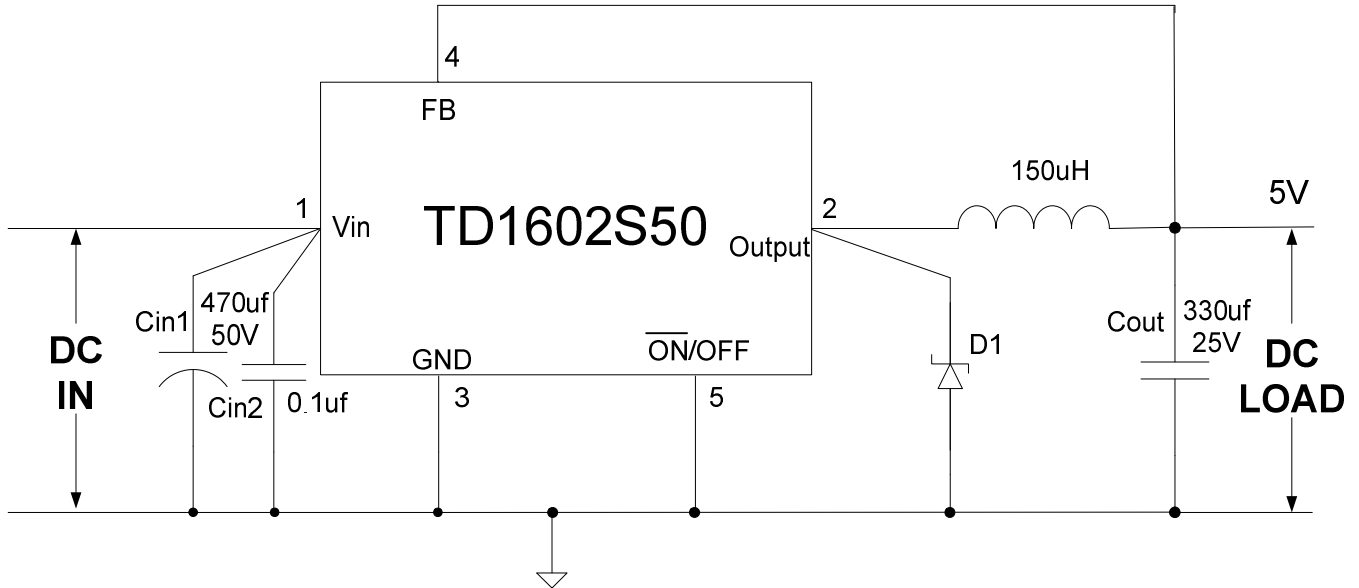 4
FB
150uH
5V
1
Vin
TD1602S50
2
Output
470uf
50V
Cin1
DC
IN
Cin2
0.1uf
GND
3
ON/OFF
5
D1
Cout
330uf
25V
DC
LOAD